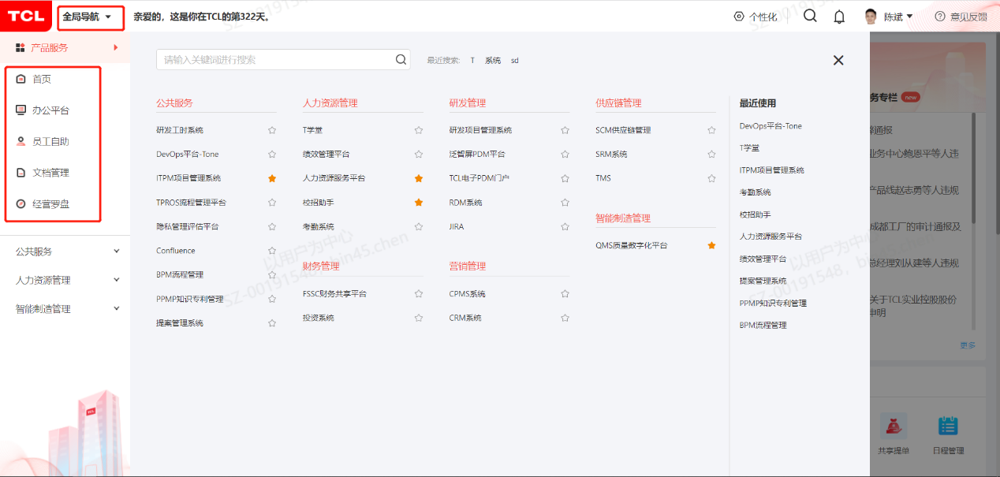 TCL
全局导航
亲爱的，这是你在TCL的第322天。
个性化
陈斌
意见反馈
产品服务
首页
办公平台
员工自助
文档管理
经营罗盘
公共服务
人力资源管理
智能制造管理
TCL
请输入关键词进行搜索
最近搜索: T 系统 sd
公共服务
研发工时系统
DevOps平台-Tone
ITPM项目管理系统
TPROS流程管理平台
隐私管理评估平台
Confluence
BPM流程管理
PPMP知识专利管理
提案管理系统
人力资源管理
T学堂
绩效管理平台
人力资源服务平台
校招助手
考勤系统
财务管理
FSSC财务共享平台
投资系统
研发管理
研发项目管理系统
泛智屏PDM平台
TCL电子PDM门户
RDM系统
JIRA
营销管理
CPMS系统
CRM系统
供应链管理
SCM供应链管理
SRM系统
TMS
智能制造管理
QMS质量数字化平台
最近使用
DevOps平台-Tone
T学堂
ITPM项目管理系统
考勤系统
校招助手
人力资源服务平台
绩效管理平台
提案管理系统
PPMP知识专利管理
BPM流程管理
务专栏 new
通报
业务中心鲍恩平等人违
产品线赵志勇等人违规
成都工厂的审计通报及
总经理刘从建等人违规
关于TCL实业控股股份
申明
更多
共享提单
日程管理
以用户为中心
SZ-00191548，bin45.chen
以用户为中心
SZ-00191548，bin45.chen